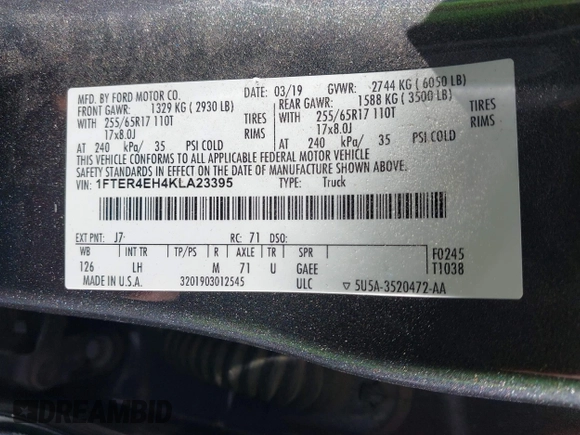 MFD. BY FORD MOTOR CO. DATE: 03/19 GVWR: 2744 KG ( 6050 LB)
FRONT GAWR: 1329 KG ( 2930 LB) REAR GAWR: 1588 KG ( 3500 LB)
WITH 255/65R17 110T TIRES WITH 255/65R17 110T TIRES
17x8.0J RIMS 17x8.0J RIMS
AT 240 kPa/ 35 PSI COLD AT 240 kPa/ 35 PSI COLD
THIS VEHICLE CONFORMS TO ALL APPLICABLE FEDERAL MOTOR VEHICLE
SAFETY STANDARDS IN EFFECT ON THE DATE OF MANUFACTURE SHOWN ABOVE.
VIN: 1FTER4EH4KLA23395 TYPE: Truck
EXT PNT: J7 RC: 71 DSO:
WB INT TR TP/PS R AXLE TR SPR F0245
126 LH M 71 U GAEE T1038
MADE IN U.S.A. 3201903012545 ULC 5U5A-3520472-AA
DREAMBID